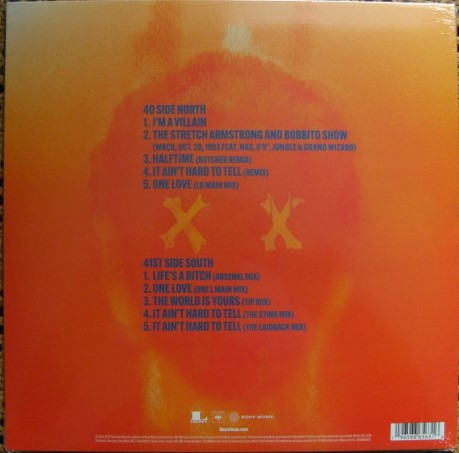 40 SIDE NORTH
1. I'M A VILLAIN
2. THE STRETCH ARMSTRONG AND BOBBITO SHOW
(WKCR, OCT. 28, 1993 FEAT. NAS, 6'9", JUNGLE & GRAND WIZARD)
3. HALFTIME (BUTCHER REMIX)
4. IT AIN'T HARD TO TELL (REMIX)
5. ONE LOVE (LG MAIN MIX)
X X
41ST SIDE SOUTH
1. LIFE'S A BITCH (ARSENAL MIX)
2. ONE LOVE (ONE L MAIN MIX)
3. THE WORLD IS YOURS (TIP MIX)
4. IT AIN'T HARD TO TELL (THE STINK MIX)
5. IT AIN'T HARD TO TELL (THE LAIDBACK MIX)
L
LEGACY
SONY MUSIC